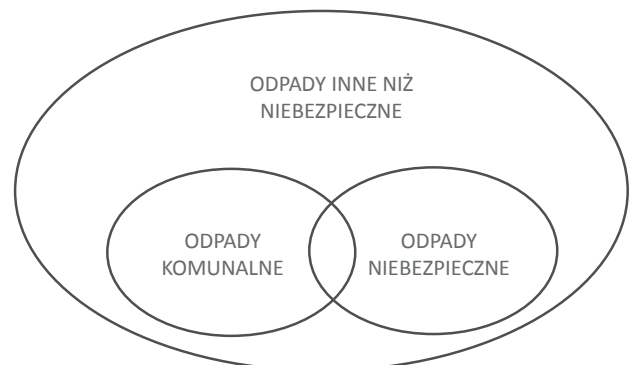 ODPADY INNE NIŻ
NIEBEZPIECZNE
ODPADY
KOMUNALNE
ODPADY
NIEBEZPIECZNE